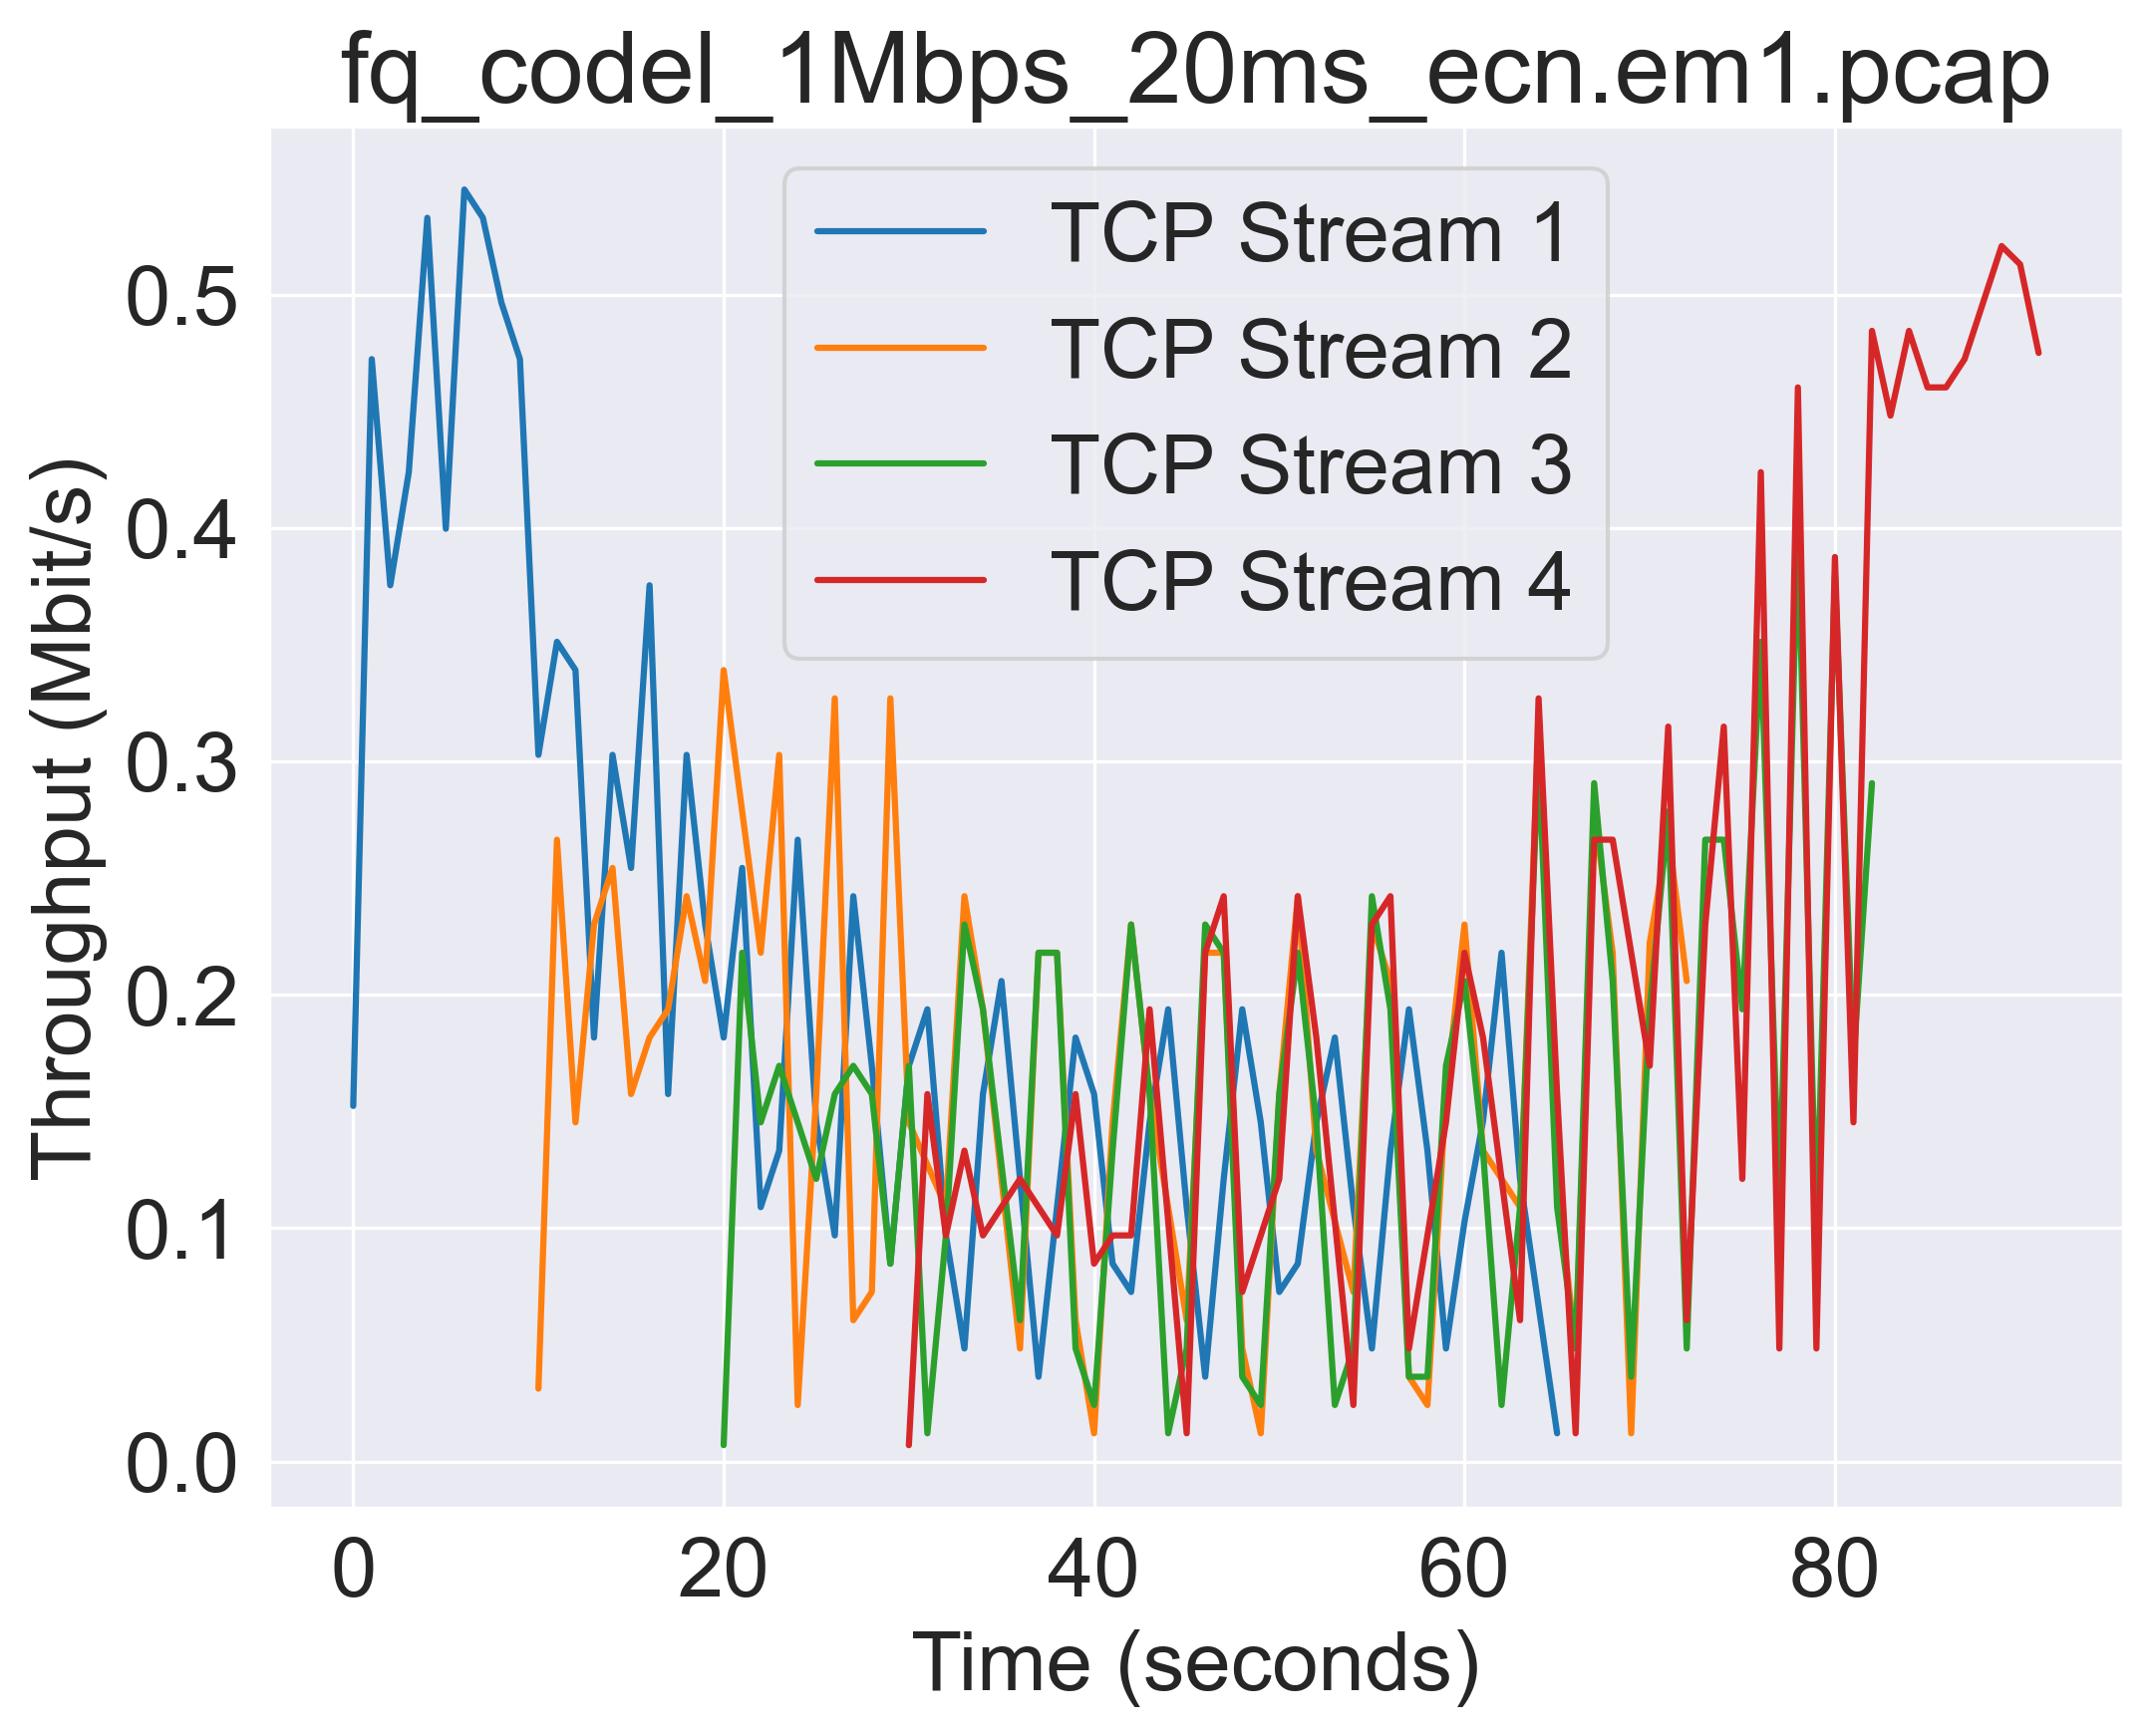 fq_codel_1Mbps_20ms_ecn.em1.pcap
TCP Stream 1
TCP Stream 2
TCP Stream 3
TCP Stream 4
Throughput (Mbit/s)
0.5
0.4
0.3
0.2
0.1
0.0
0 20 40 60 80
Time (seconds)